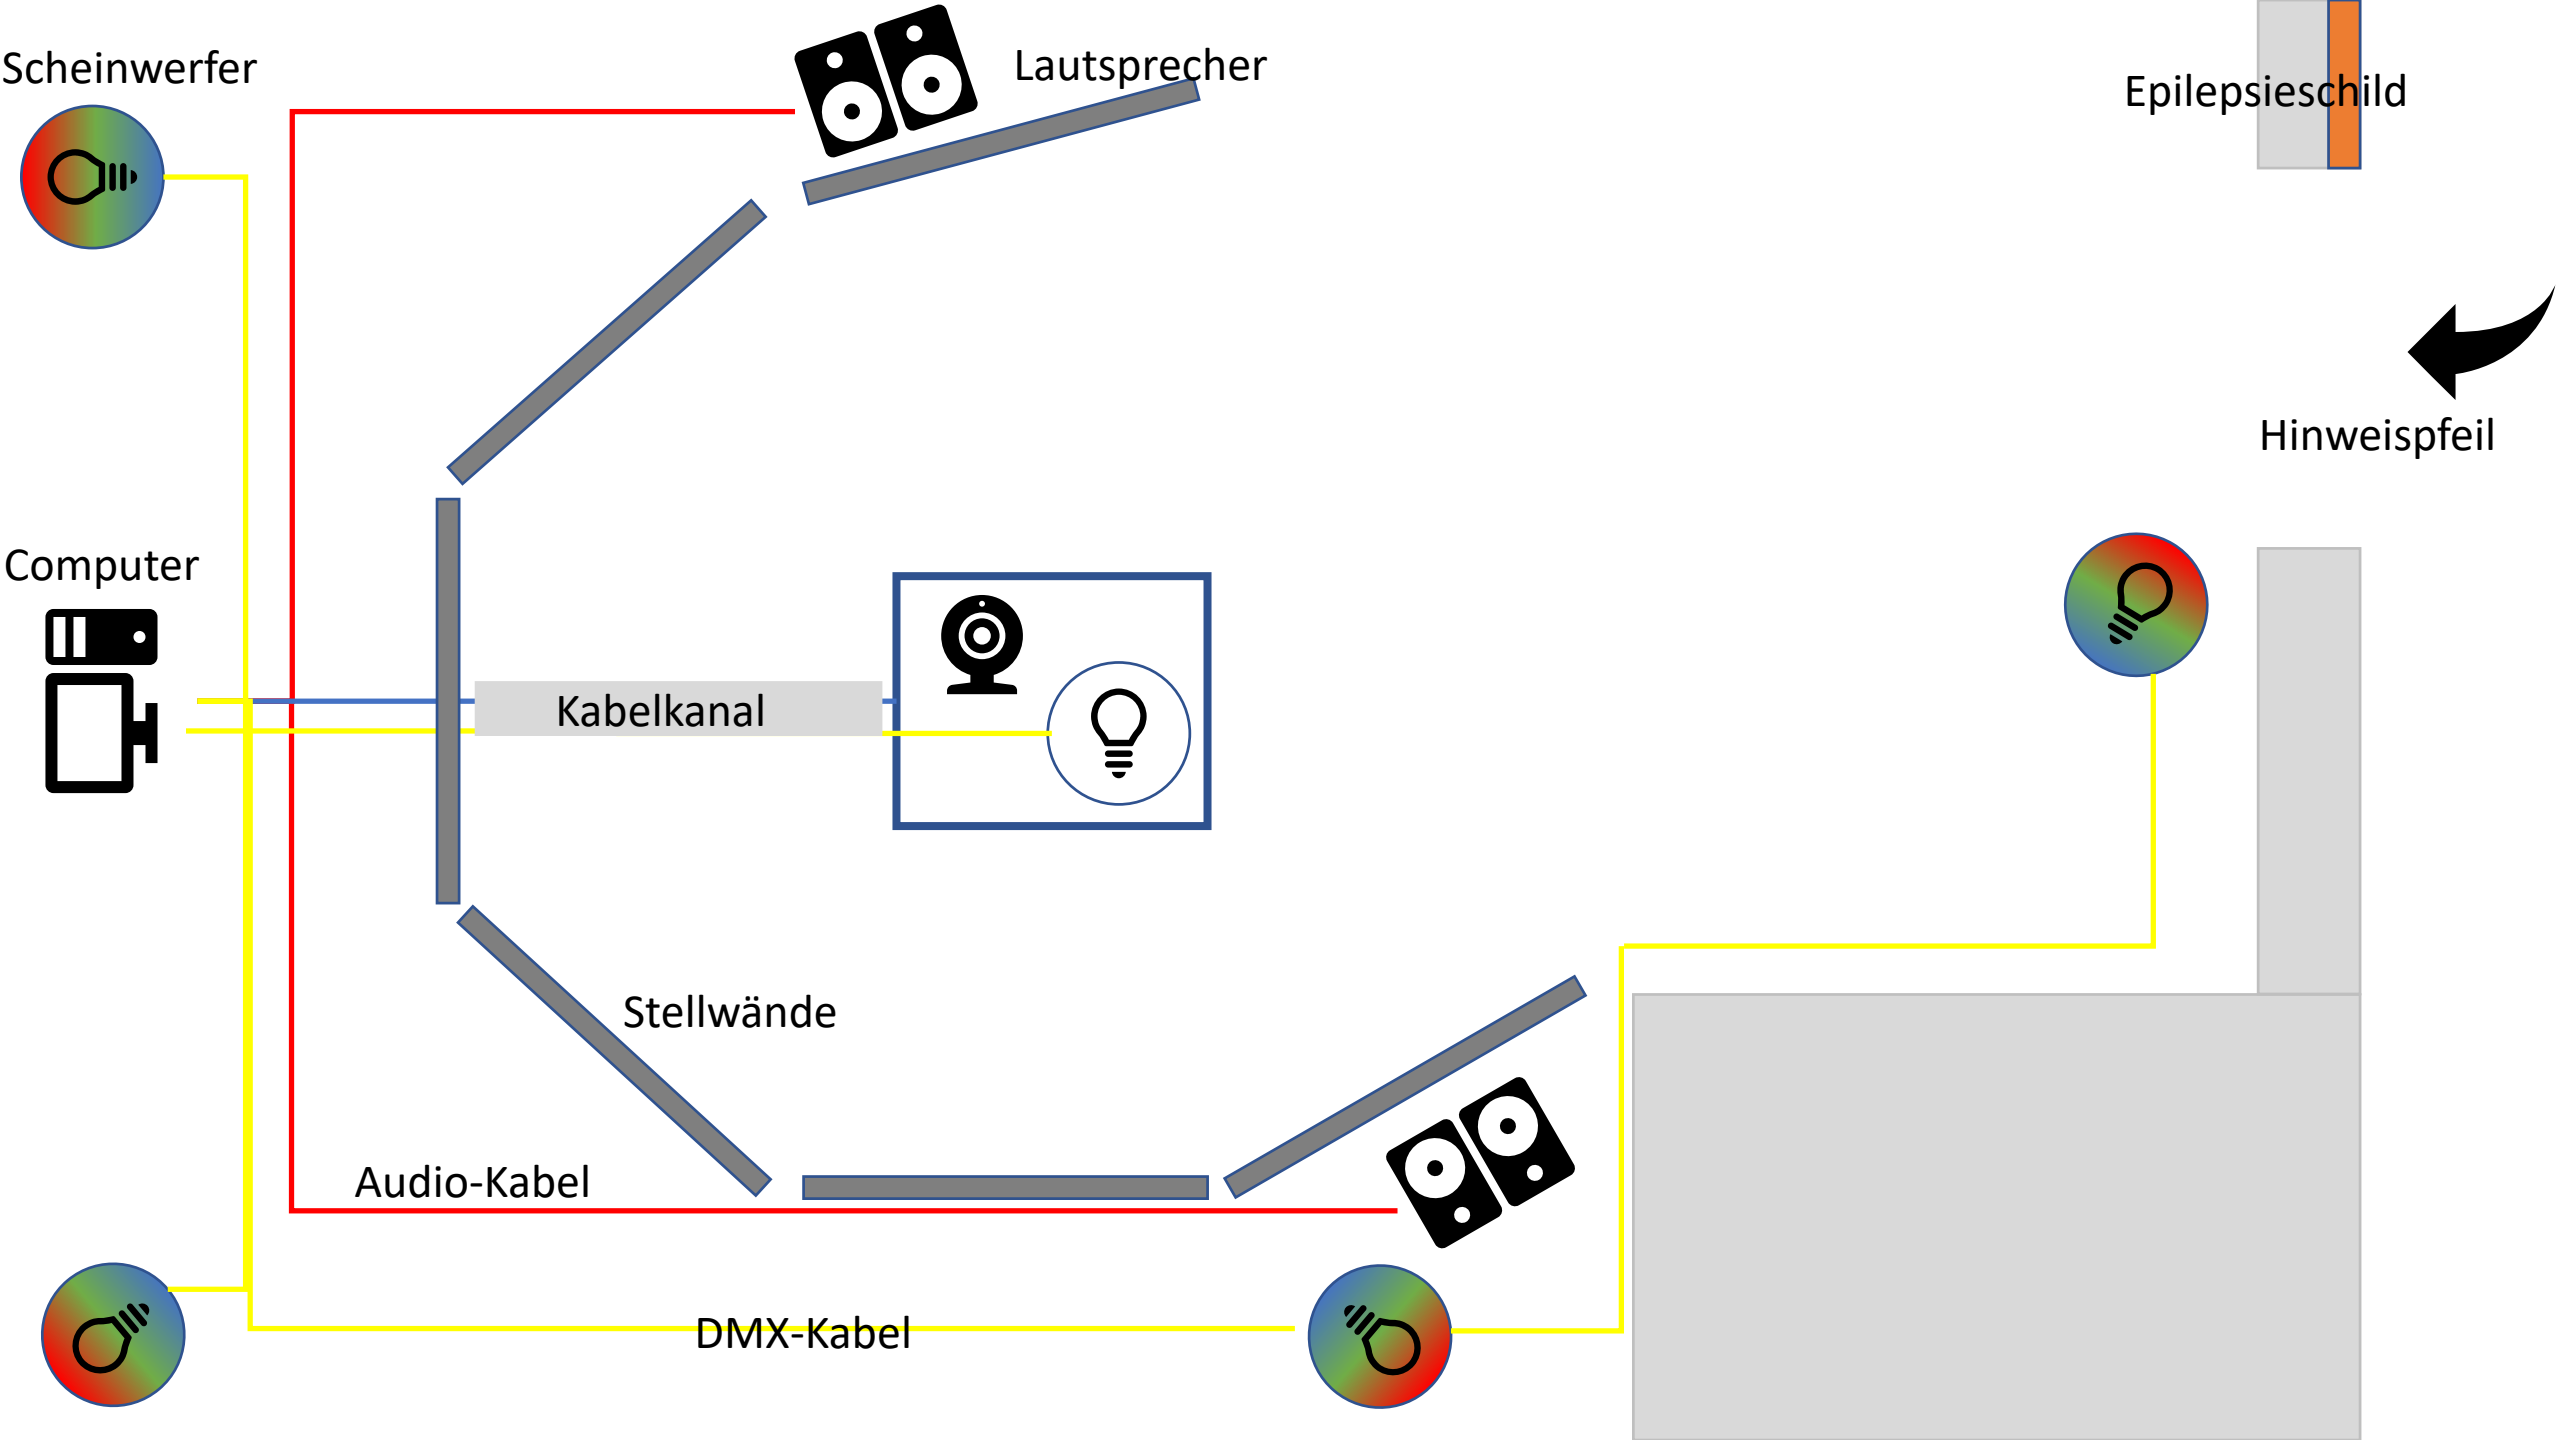 Scheinwerfer
Lautsprecher
Epilepsieschild
Hinweispfeil
Computer
Kabelkanal
Stellwände
Audio-Kabel
DMX-Kabel